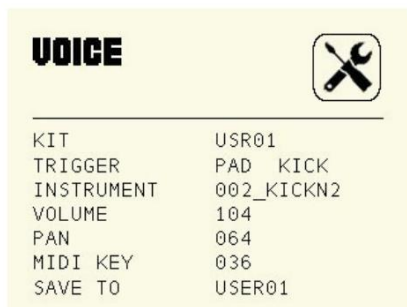 VOICE
KIT USR01
TRIGGER PAD KICK
INSTRUMENT 002_KICKN2
VOLUME 104
PAN 064
MIDI KEY 036
SAVE TO USER01